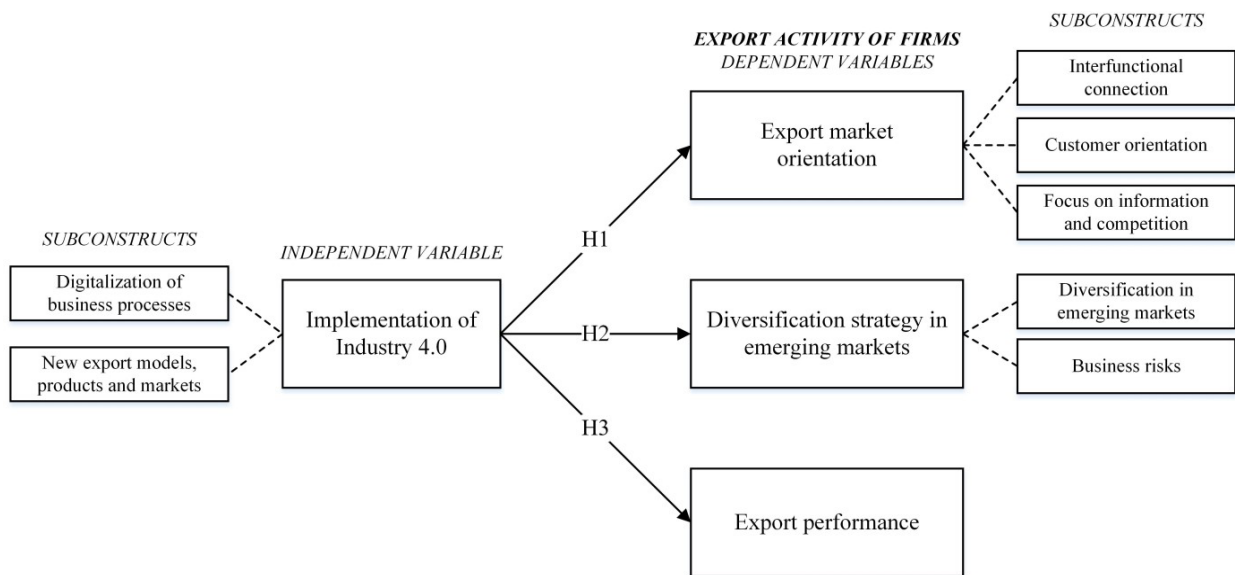 SUBCONSTRUCTS
EXPORT ACTIVITY OF FIRMS
DEPENDENT VARIABLES
Interfunctional
connection
Export market
orientation
Customer orientation
Focus on information
and competition
SUBCONSTRUCTS
INDEPENDENT VARIABLE
H1
Digitalization of
business processes
Implementation of
Industry 4.0
H2
Diversification strategy in
emerging markets
Diversification in
emerging markets
New export models,
products and markets
Business risks
H3
Export performance